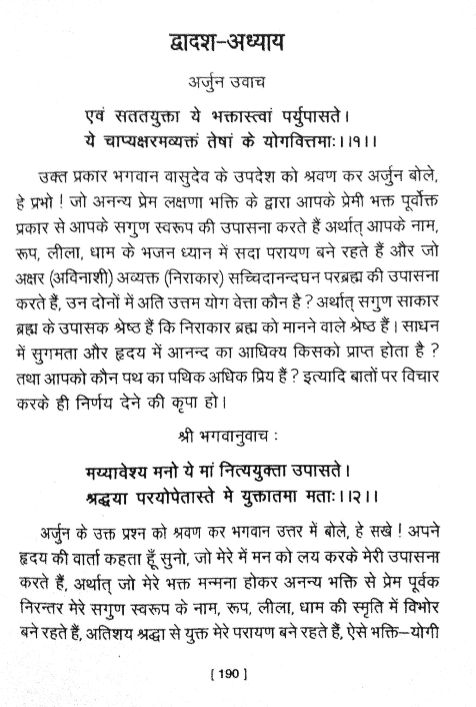 द्वादश-अध्याय
अर्जुन उवाच
एवं सततयुक्ता ये भक्तास्त्वां पर्युपासते।
ये चाप्यक्षरमव्यक्तं तेषां के योगवित्तमाः।।१।।
उक्त प्रकार भगवान वासुदेव के उपदेश को श्रवण कर अर्जुन बोले,
हे प्रभो ! जो अनन्य प्रेम लक्षणा भक्ति के द्वारा आपके प्रेमी भक्त पूर्वोक्त
प्रकार से आपके सगुण स्वरूप की उपासना करते हैं अर्थात् आपके नाम,
रूप, लीला, धाम के भजन ध्यान में सदा परायण बने रहते हैं और जो
अक्षर (अविनाशी) अव्यक्त (निराकार) सच्चिदानन्दघन परब्रह्म की उपासना
करते हैं, उन दोनों में अति उत्तम योग वेत्ता कौन है ? अर्थात् सगुण साकार
ब्रह्म के उपासक श्रेष्ठ हैं कि निराकार ब्रह्म को मानने वाले श्रेष्ठ हैं। साधन
में सुगमता और हृदय में आनन्द का आधिक्य किसको प्राप्त होता है ?
तथा आपको कौन पथ का पथिक अधिक प्रिय हैं ? इत्यादि बातों पर विचार
करके ही निर्णय देने की कृपा हो।
श्री भगवानुवाच :
मय्यावेश्य मनो ये मां नित्ययुक्ता उपासते।
श्रद्धया परयोपेतास्ते मे युक्तातमा मताः।।२।।
अर्जुन के उक्त प्रश्न को श्रवण कर भगवान उत्तर में बोले, हे सखे ! अपने
हृदय की वार्ता कहता हूँ सुनो, जो मेरे में मन को लय करके मेरी उपासना
करते हैं, अर्थात् जो मेरे भक्त मन्मना होकर अनन्य भक्ति से प्रेम पूर्वक
निरन्तर मेरे सगुण स्वरूप के नाम, रूप, लीला, धाम की स्मृति में विभोर
बने रहते हैं, अतिशय श्रद्धा से युक्त मेरे परायण बने रहते हैं, ऐसे भक्ति-योगी
[ 190 ]